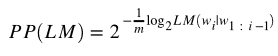 PP(LM) = 2^{-\frac{1}{m} \log_2 LM(w_i|w_{1:i-1})}